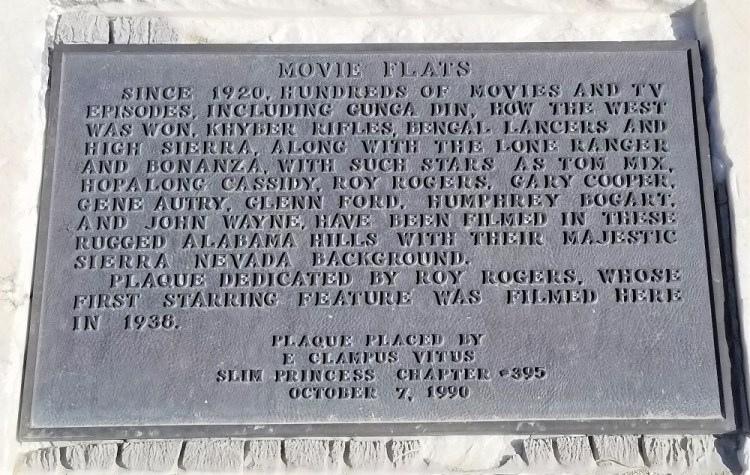 MOVIE FLATS
SINCE 1920, HUNDREDS OF MOVIES AND TV
EPISODES, INCLUDING GUNGA DIN, HOW THE WEST
WAS WON, KHYBER RIFLES, BENGAL LANCERS AND
HIGH SIERRA, ALONG WITH THE LONE RANGER
AND BONANZA, WITH SUCH STARS AS TOM MIX,
HOPALONG CASSIDY, ROY ROGERS, GARY COOPER,
GENE AUTRY, GLENN FORD, HUMPHREY BOGART,
AND JOHN WAYNE, HAVE BEEN FILMED IN THESE
RUGGED ALABAMA HILLS WITH THEIR MAJESTIC
SIERRA NEVADA BACKGROUND.
PLAQUE DEDICATED BY ROY ROGERS, WHOSE
FIRST STARRING FEATURE WAS FILMED HERE
IN 1938.
PLAQUE PLACED BY
E CLAMPUS VITUS
SLIM PRINCESS CHAPTER #395
OCTOBER 7, 1990